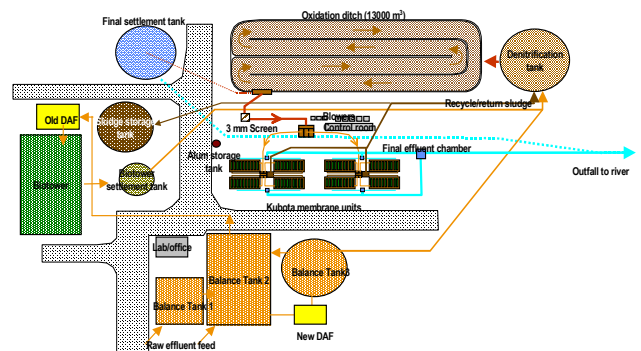 Final settlement tank
Oxidation ditch (13000 m³)
Denitrification
tank
Old DAF
Sludge storage
tank
3 mm Screen
Blowers
Control room
Recycle/return sludge
Alum storage
tank
Final effluent chamber
Outfall to river
Biotower
Biotower
settlement tank
Kubota membrane units
Lab/office
Balance Tank 2
Balance Tank3
Balance Tank 1
New DAF
Raw effluent feed